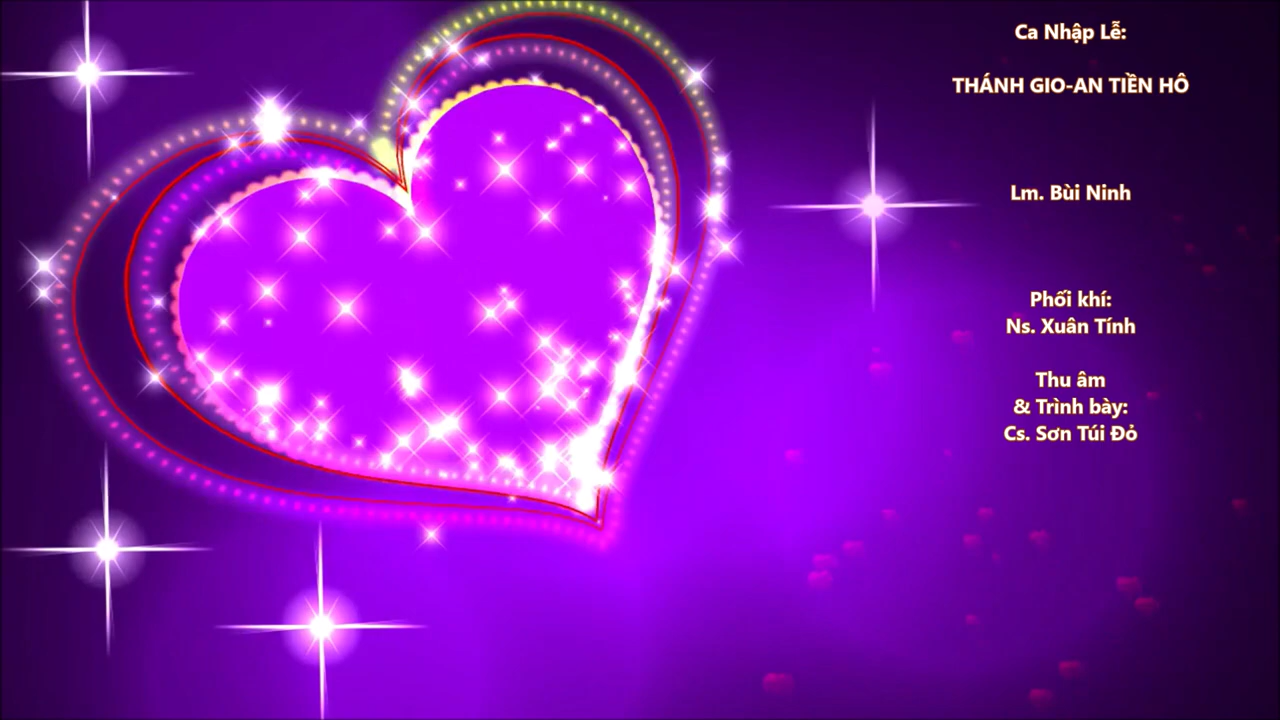 Ca Nhập Lễ:
THÁNH GIO-AN TIỀN HÔ
Lm. Bùi Ninh
Phối khí:
Ns. Xuân Tính
Thu âm
& Trình bày:
Cs. Sơn Túi Đỏ